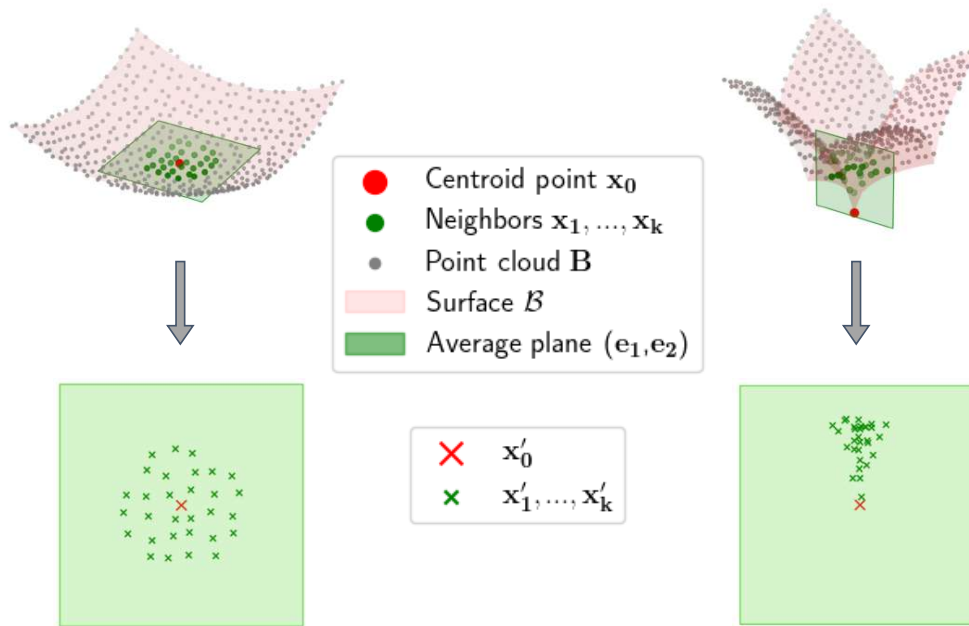 Centroid point x₀
Neighbors x₁, ..., xₖ
Point cloud B
Surface ℬ
Average plane (e₁,e₂)
x′₀
x′₁, ..., x′ₖ